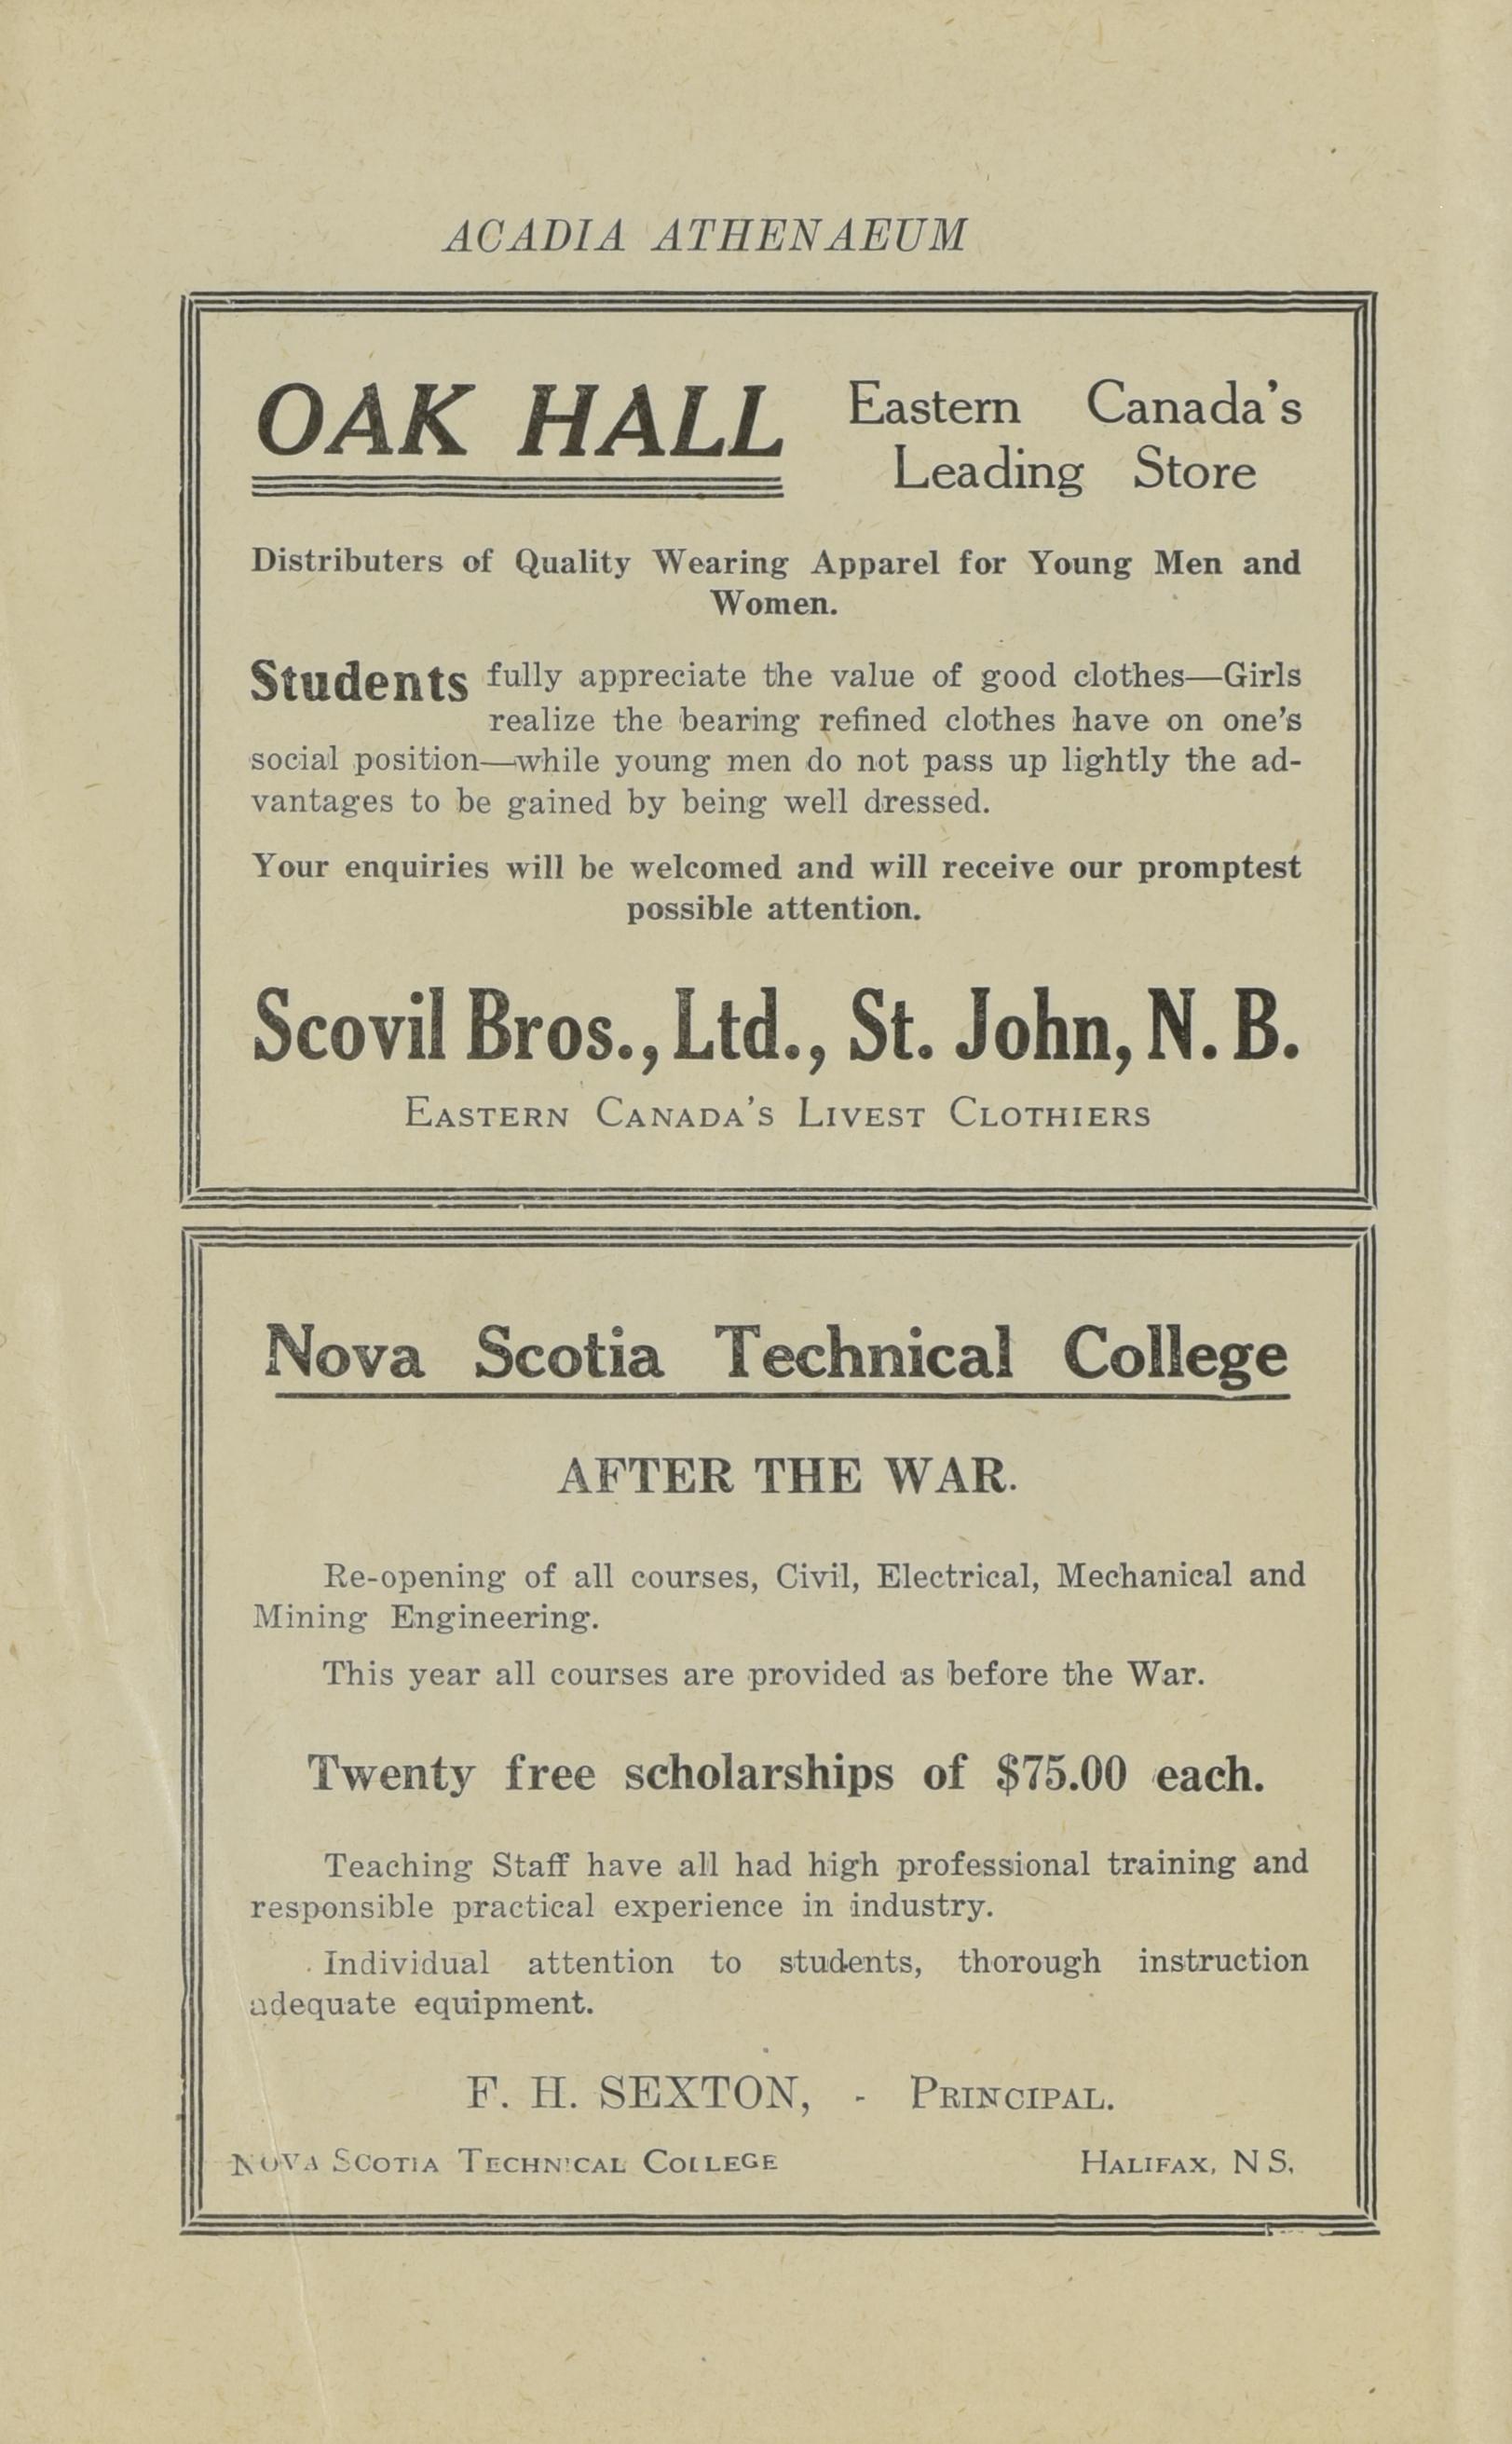 ACADIA ATHENAEUM
OAK HALL
Eastern Canada's
Leading Store
Distributers of Quality Wearing Apparel for Young Men and
Women.
Students fully appreciate the value of good clothes—Girls
realize the bearing refined clothes have on one's
social position—while young men do not pass up lightly the ad-
vantages to be gained by being well dressed.
Your enquiries will be welcomed and will receive our promptest
possible attention.
Scovil Bros., Ltd., St. John, N. B.
EASTERN CANADA'S LIVEST CLOTHIERS
Nova Scotia Technical College
AFTER THE WAR.
Re-opening of all courses, Civil, Electrical, Mechanical and
Mining Engineering.
This year all courses are provided as before the War.
Twenty free scholarships of $75.00 each.
Teaching Staff have all had high professional training and
responsible practical experience in industry.
Individual attention to students, thorough instruction
adequate equipment.
F. H. SEXTON, - PRINCIPAL.
NOVA SCOTIA TECHNICAL COLLEGE HALIFAX, N S.